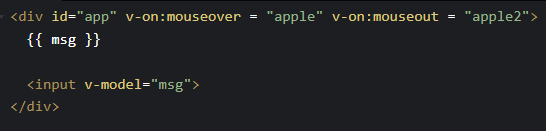 <div id="app" v-on:mouseover = "apple" v-on:mouseout = "apple2">
{{ msg }}
<input v-model="msg">
</div>